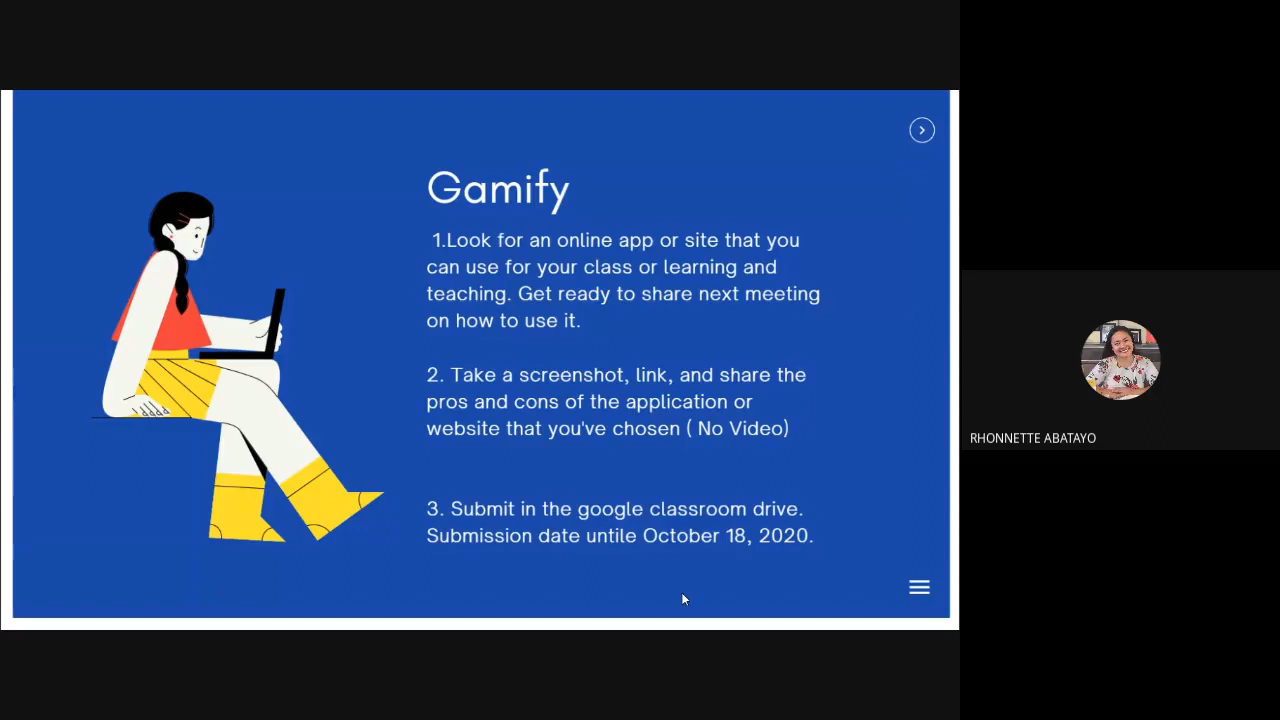 Gamify
1.Look for an online app or site that you
can use for your class or learning and
teaching. Get ready to share next meeting
on how to use it.
2. Take a screenshot, link, and share the
pros and cons of the application or
website that you've chosen ( No Video)
3. Submit in the google classroom drive.
Submission date untile October 18, 2020.
RHONNETTE ABATAYO